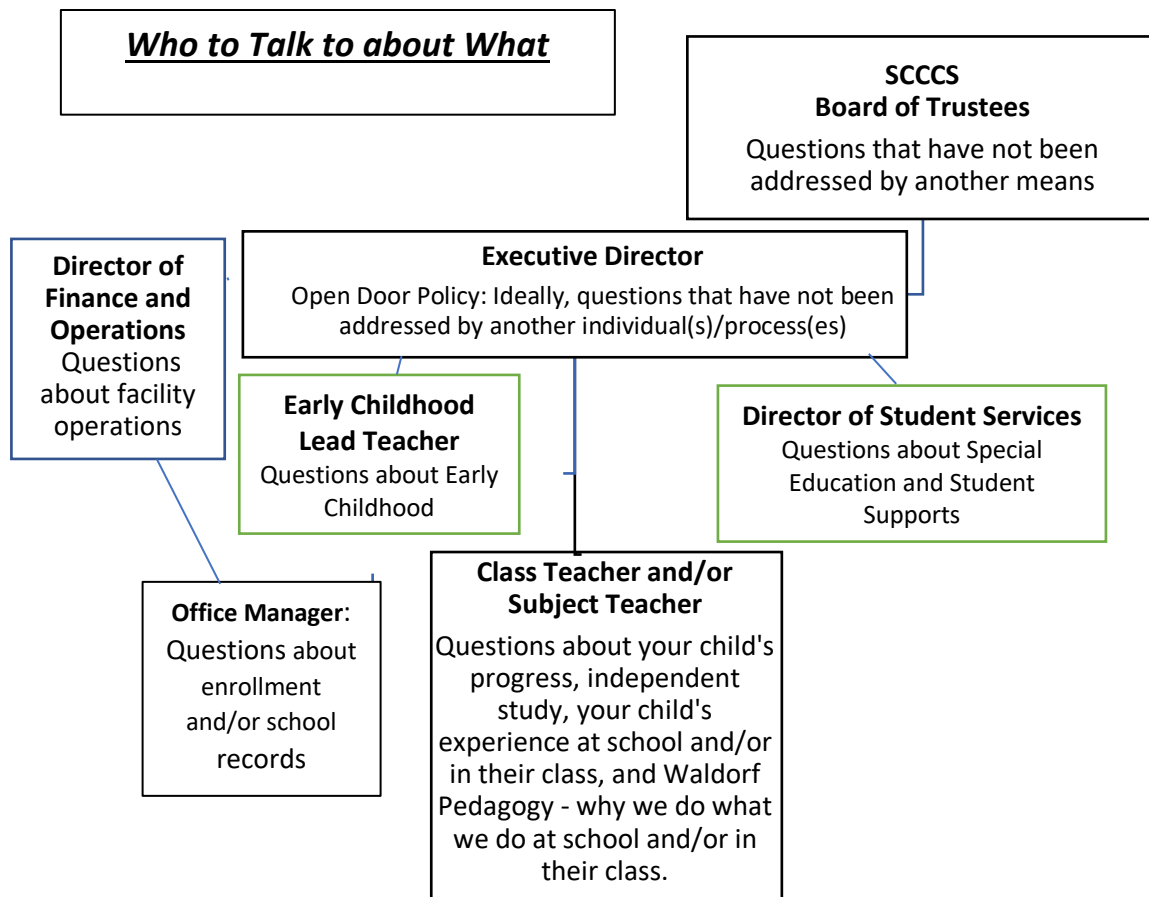 Who to Talk to about What
SCCCS
Board of Trustees
Questions that have not been
addressed by another means
Director of
Finance and
Operations
Questions
about facility
operations
Executive Director
Open Door Policy: Ideally, questions that have not been
addressed by another individual(s)/process(es)
Early Childhood
Lead Teacher
Questions about Early
Childhood
Director of Student Services
Questions about Special
Education and Student
Supports
Office Manager:
Questions about
enrollment
and/or school
records
Class Teacher and/or
Subject Teacher
Questions about your child's
progress, independent
study, your child's
experience at school and/or
in their class, and Waldorf
Pedagogy - why we do what
we do at school and/or in
their class.